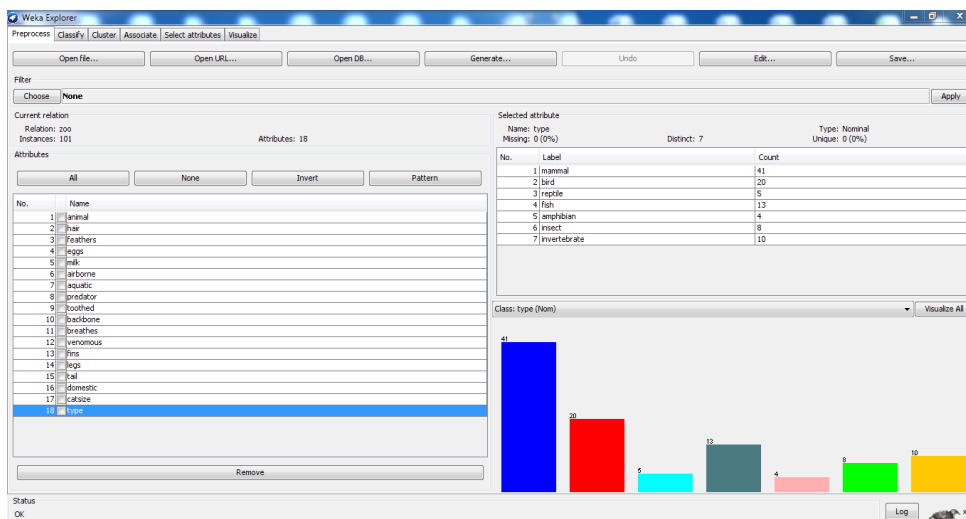 Weka Explorer
Preprocess Classify Cluster Associate Select attributes Visualize
Open file... Open URL... Open DB... Generate... Undo Edit... Save...
Filter
Choose None Apply
Current relation
Relation: zoo
Instances: 101 Attributes: 18
Attributes
All None Invert Pattern
No. Name
1 animal
2 hair
3 feathers
4 eggs
5 milk
6 airborne
7 aquatic
8 predator
9 toothed
10 backbone
11 breathes
12 venomous
13 fins
14 legs
15 tail
16 domestic
17 catsize
18 type
Remove
Selected attribute
Name: type Type: Nominal
Missing: 0 (0%) Distinct: 7 Unique: 0 (0%)
No. Label Count
1 mammal 41
2 bird 20
3 reptile 5
4 fish 13
5 amphibian 4
6 insect 8
7 invertebrate 10
Class: type (Nom) Visualize All
41
20
5
13
4
8
10
Status
OK
Log
x